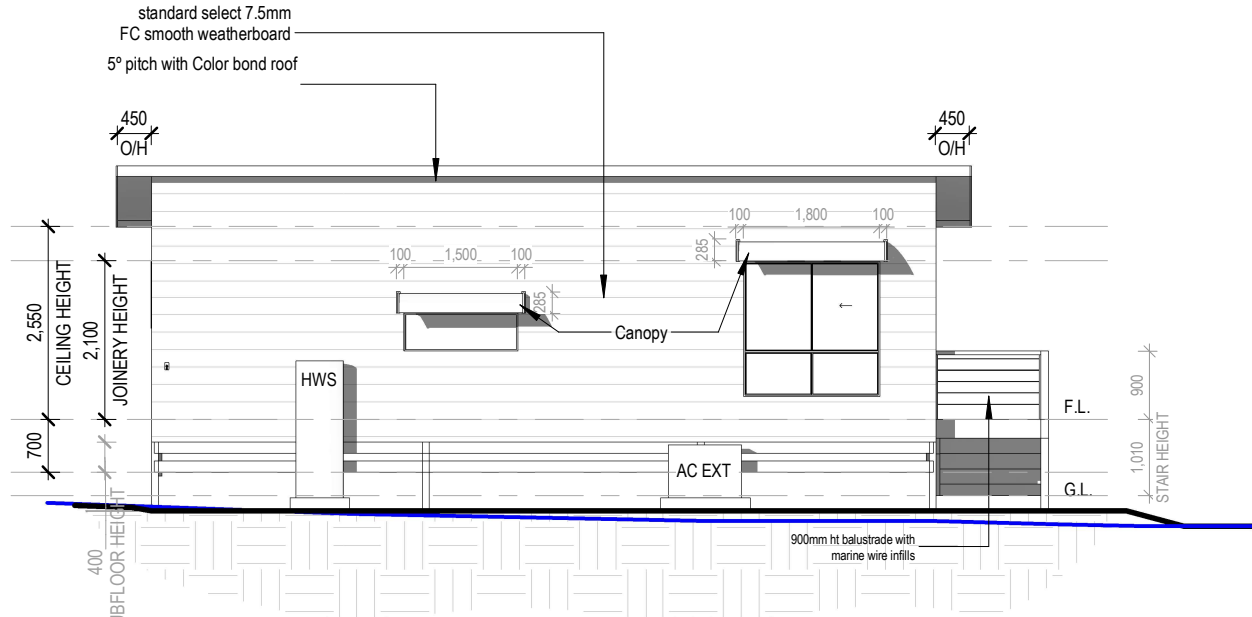 standard select 7.5mm
FC smooth weatherboard
5º pitch with Color bond roof
450
O/H
450
O/H
100
1,800
100
285
100
1,500
100
285
Canopy
2,550
CEILING HEIGHT
2,100
JOINERY HEIGHT
700
400
UBFLOOR HEIGHT
HWS
AC EXT
F.L.
G.L.
900
1,010
STAIR HEIGHT
900mm ht balustrade with
marine wire infills